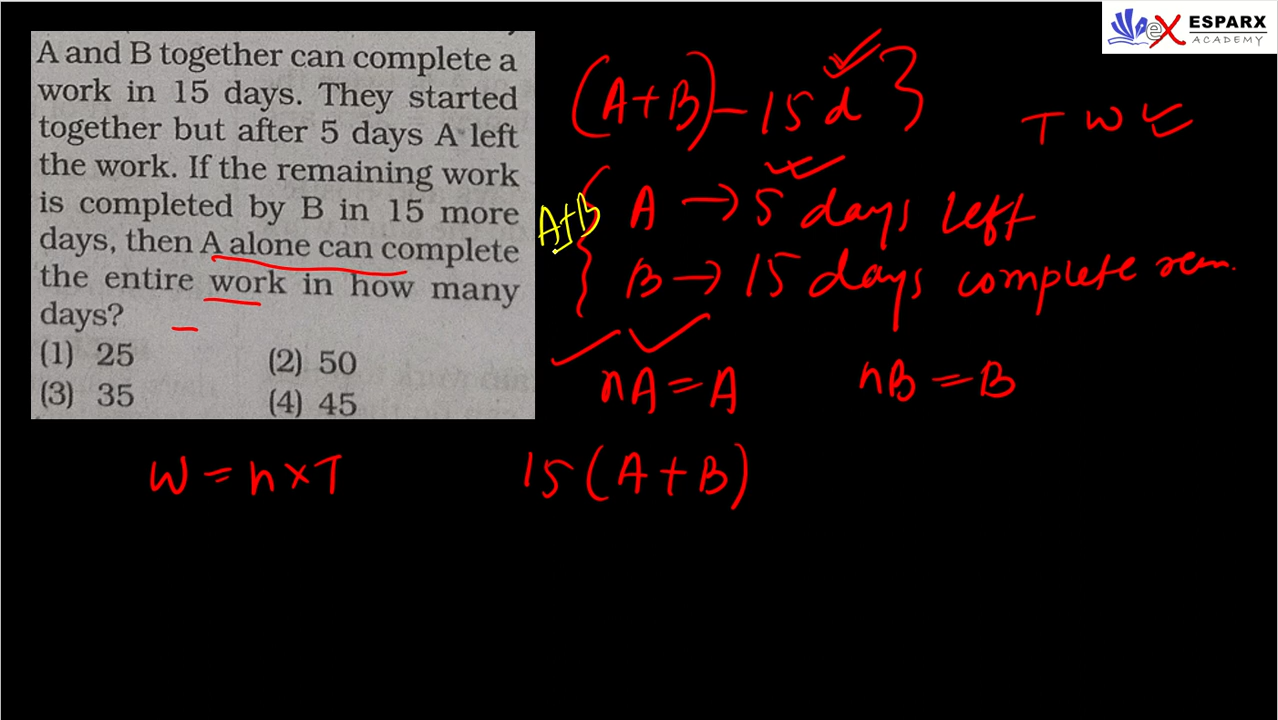 ESPARX
ACADEMY
A and B together can complete a
work in 15 days. They started
together but after 5 days A left
the work. If the remaining work
is completed by B in 15 more
days, then A alone can complete
the entire work in how many
days?
(1) 25 (2) 50
(3) 35 (4) 45
(A+B)-15d}
T W
A+B
A → 5 days left
B → 15 days complete rem.
nA=A nB=B
W=n×T 15(A+B)